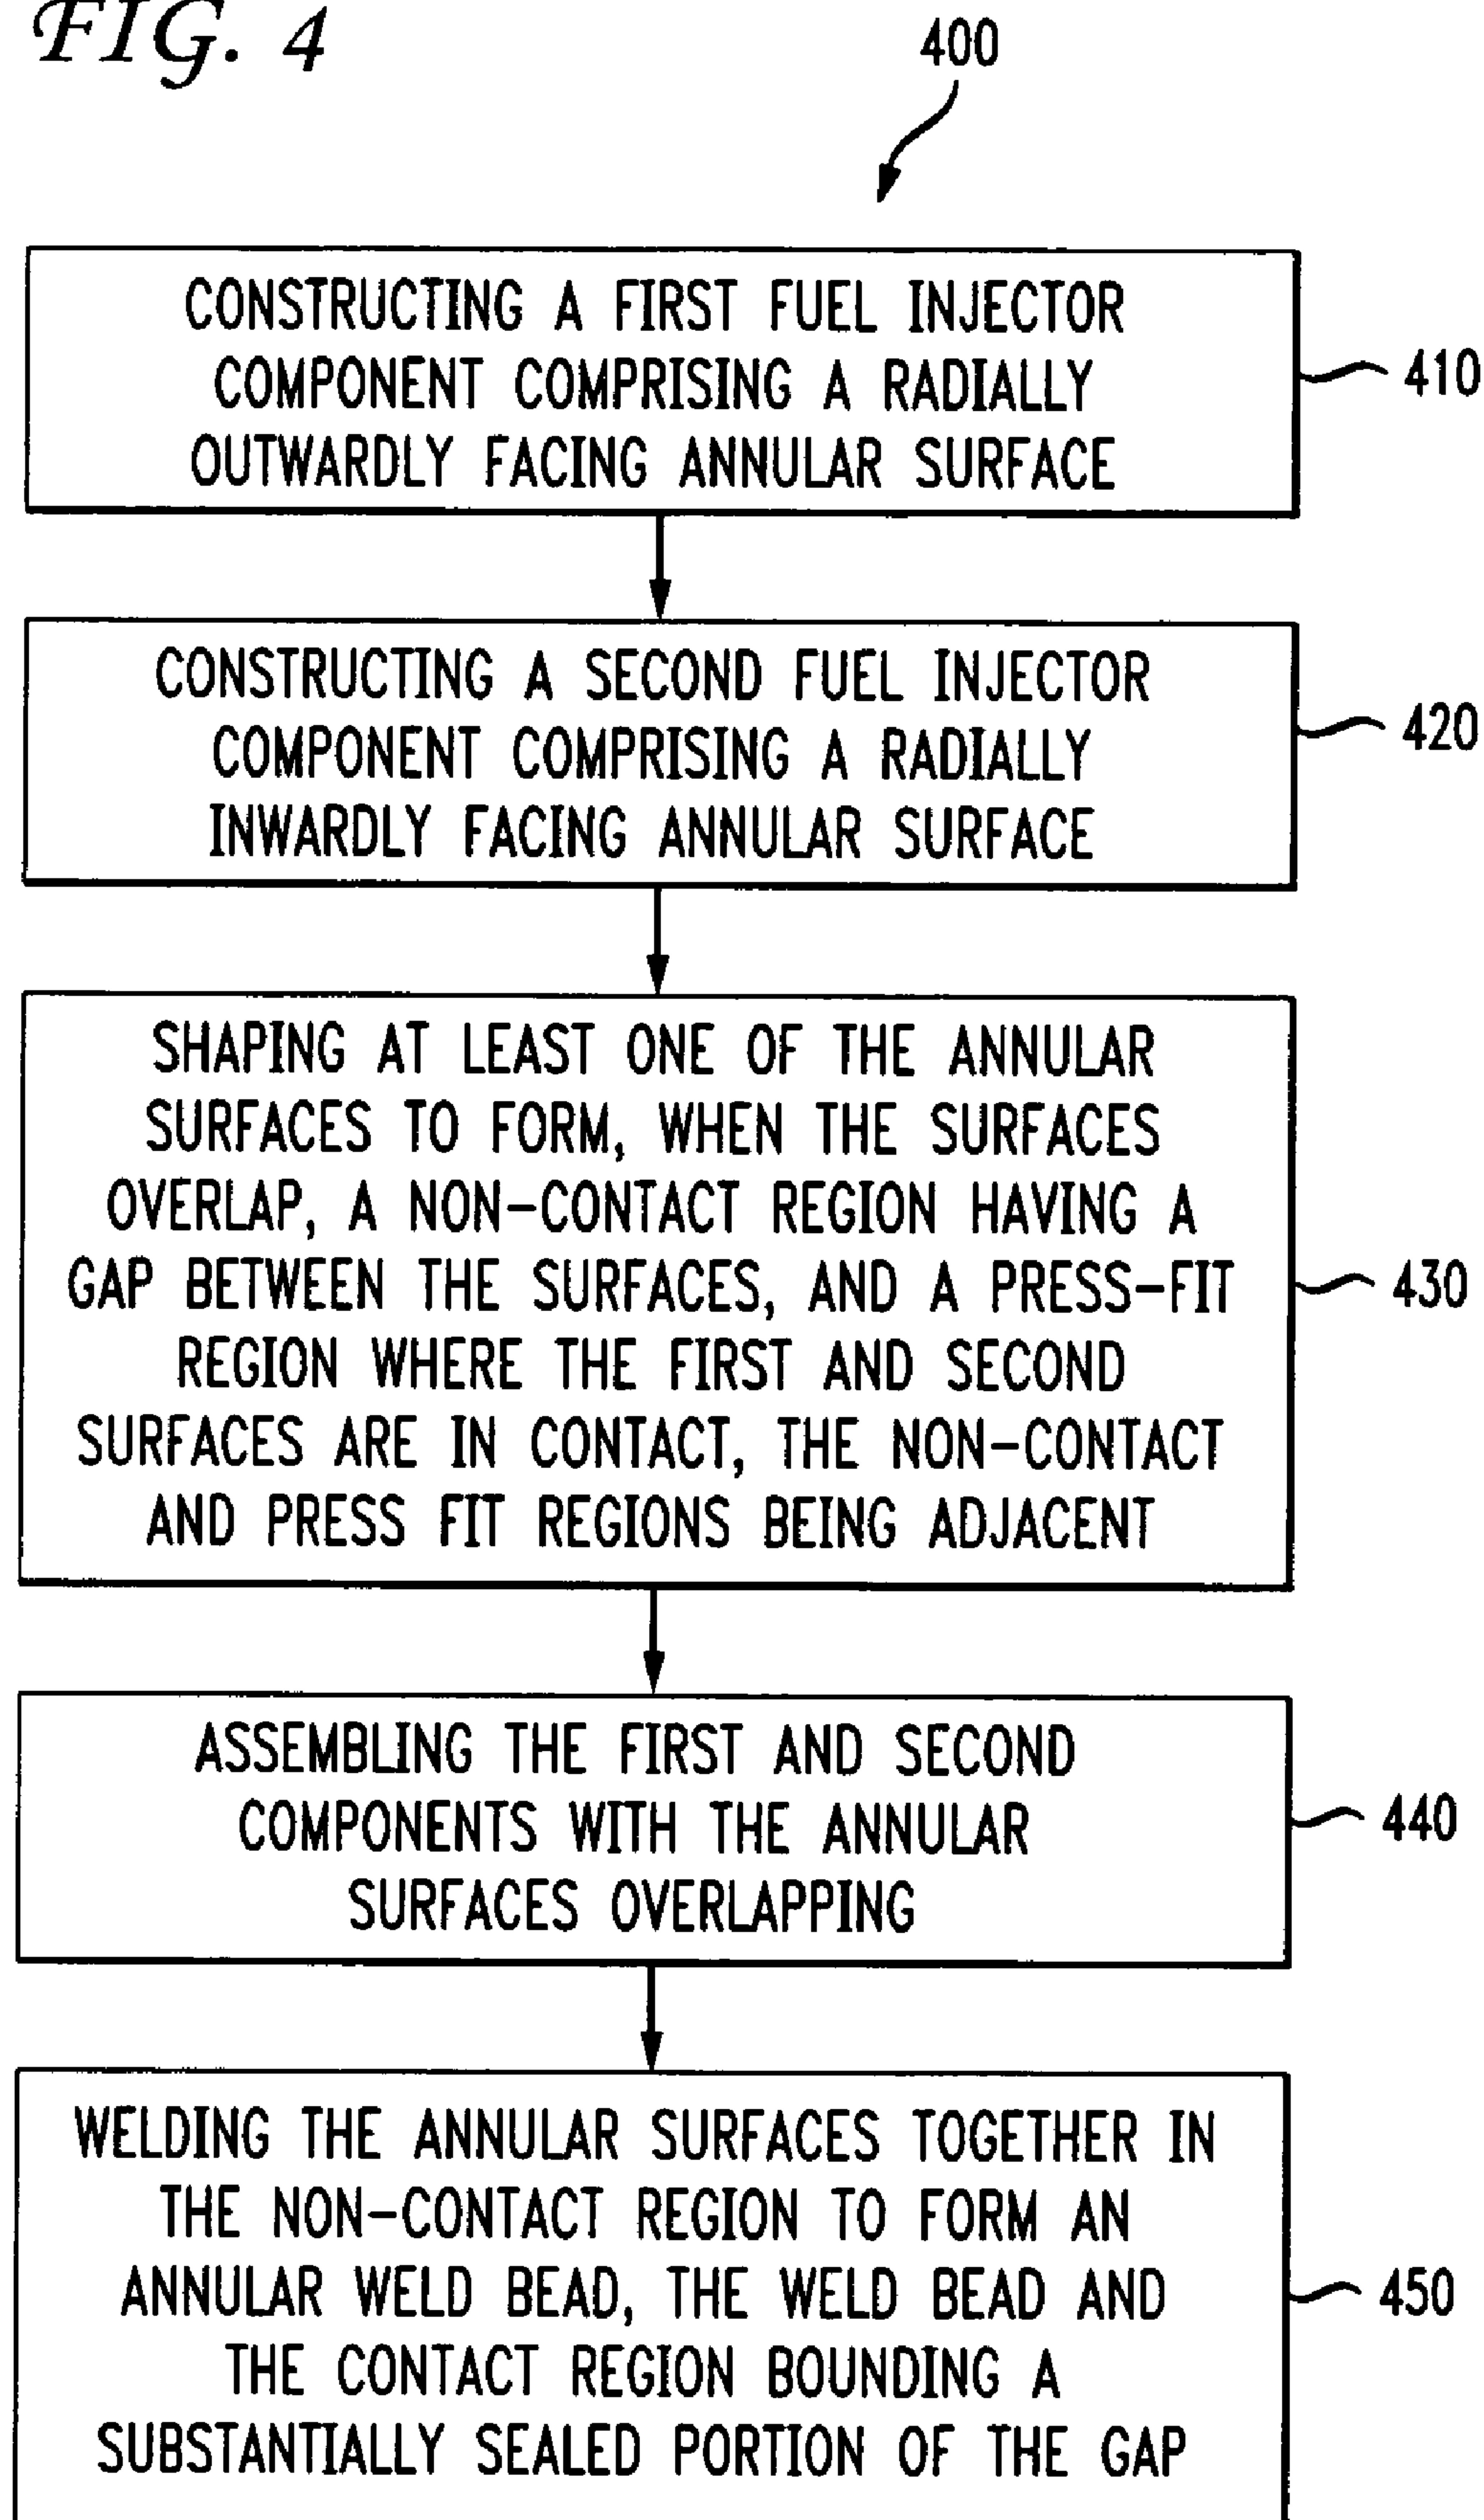 FIG. 4
400
CONSTRUCTING A FIRST FUEL INJECTOR
COMPONENT COMPRISING A RADIALLY
OUTWARDLY FACING ANNULAR SURFACE
410
CONSTRUCTING A SECOND FUEL INJECTOR
COMPONENT COMPRISING A RADIALLY
INWARDLY FACING ANNULAR SURFACE
420
SHAPING AT LEAST ONE OF THE ANNULAR
SURFACES TO FORM, WHEN THE SURFACES
OVERLAP, A NON-CONTACT REGION HAVING A
GAP BETWEEN THE SURFACES, AND A PRESS-FIT
REGION WHERE THE FIRST AND SECOND
SURFACES ARE IN CONTACT, THE NON-CONTACT
AND PRESS FIT REGIONS BEING ADJACENT
430
ASSEMBLING THE FIRST AND SECOND
COMPONENTS WITH THE ANNULAR
SURFACES OVERLAPPING
440
WELDING THE ANNULAR SURFACES TOGETHER IN
THE NON-CONTACT REGION TO FORM AN
ANNULAR WELD BEAD, THE WELD BEAD AND
THE CONTACT REGION BOUNDING A
SUBSTANTIALLY SEALED PORTION OF THE GAP
450